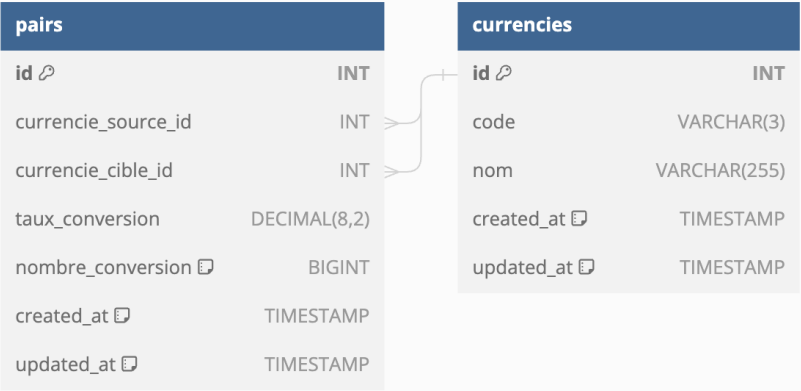 pairs
id INT
currencie_source_id INT
currencie_cible_id INT
taux_conversion DECIMAL(8,2)
nombre_conversion BIGINT
created_at TIMESTAMP
updated_at TIMESTAMP
currencies
id INT
code VARCHAR(3)
nom VARCHAR(255)
created_at TIMESTAMP
updated_at TIMESTAMP